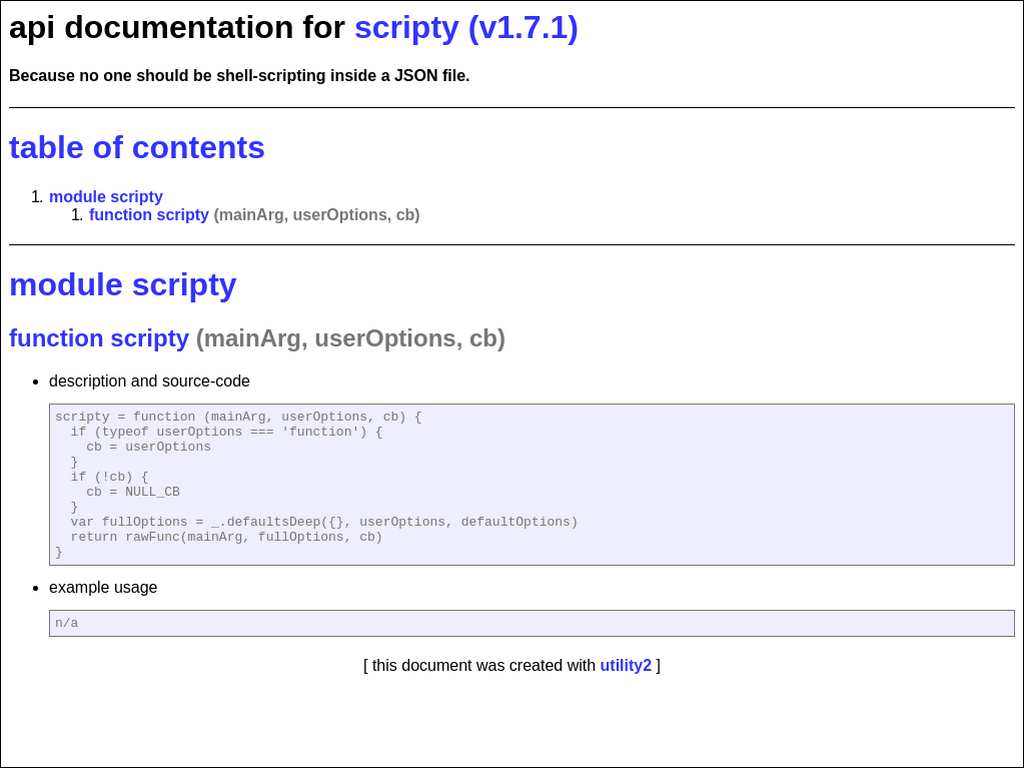 api documentation for scripty (v1.7.1)
Because no one should be shell-scripting inside a JSON file.
table of contents
1. module scripty
1. function scripty (mainArg, userOptions, cb)
module scripty
function scripty (mainArg, userOptions, cb)
• description and source-code
scripty = function (mainArg, userOptions, cb) {
  if (typeof userOptions === 'function') {
    cb = userOptions
  }
  if (!cb) {
    cb = NULL_CB
  }
  var fullOptions = _.defaultsDeep({}, userOptions, defaultOptions)
  return rawFunc(mainArg, fullOptions, cb)
}
• example usage
n/a
[ this document was created with utility2 ]